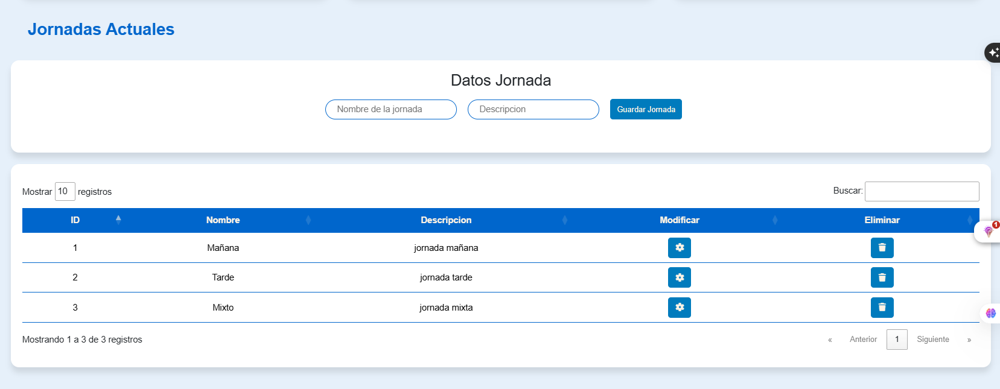 Jornadas Actuales
Datos Jornada
Nombre de la jornada Descripcion Guardar Jornada
Mostrar 10 registros Buscar:
ID Nombre Descripcion Modificar Eliminar
1 Mañana jornada mañana
2 Tarde jornada tarde
3 Mixto jornada mixta
Mostrando 1 a 3 de 3 registros « Anterior 1 Siguiente »
1